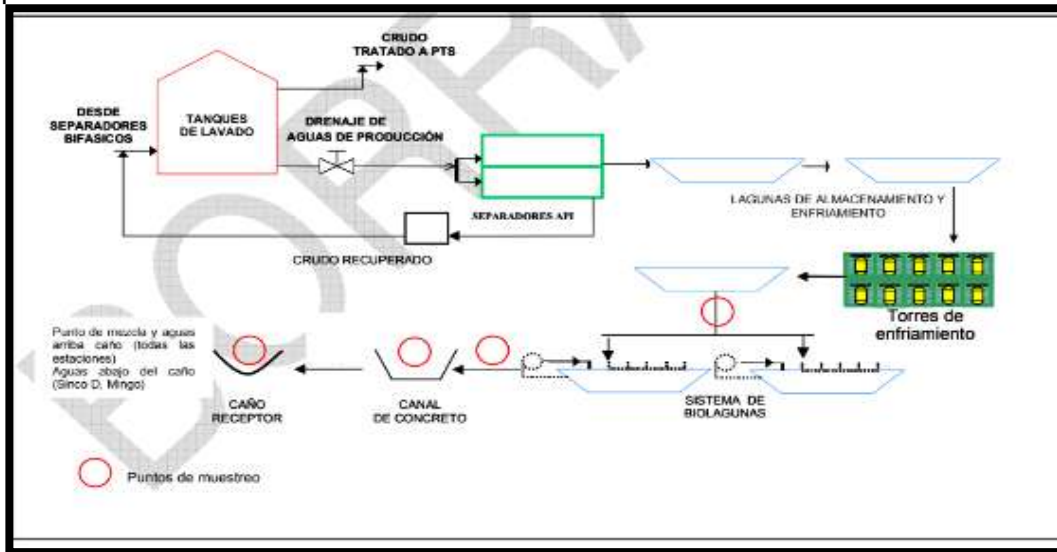 CRUDO
TRATADO A PTS
DESDE
SEPARADORES
BIFASICOS
TANQUES
DE LAVADO
DRENAJE DE
AGUAS DE PRODUCCIÓN
SEPARADORES API
LAGUNAS DE ALMACENAMIENTO Y
ENFRIAMIENTO
CRUDO RECUPERADO
Torres de
enfriamiento
Punto de mezcla y aguas
arriba caño (todas las
estaciones)
Aguas abajo del caño
(Sinco D, Mingo)
CAÑO
RECEPTOR
CANAL
DE CONCRETO
SISTEMA DE
BIOLAGUNAS
Puntos de muestreo